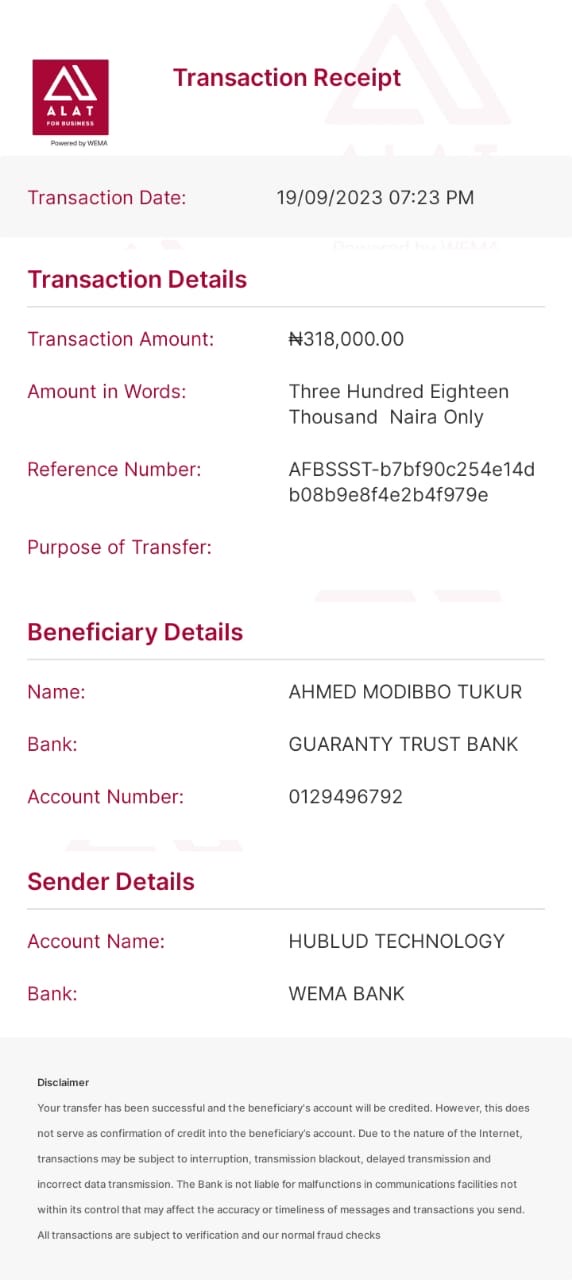 ALAT
FOR BUSINESS
Powered by WEMA
Transaction Receipt
Transaction Date: 19/09/2023 07:23 PM
Powered by WEMA
Transaction Details
Transaction Amount: ₦318,000.00
Amount in Words: Three Hundred Eighteen
Thousand  Naira Only
Reference Number: AFBSSST-b7bf90c254e14d
b08b9e8f4e2b4f979e
Purpose of Transfer:
Beneficiary Details
Name: AHMED MODIBBO TUKUR
Bank: GUARANTY TRUST BANK
Account Number: 0129496792
Sender Details
Account Name: HUBLUD TECHNOLOGY
Bank: WEMA BANK
Disclaimer
Your transfer has been successful and the beneficiary's account will be credited. However, this does
not serve as confirmation of credit into the beneficiary's account. Due to the nature of the Internet,
transactions may be subject to interruption, transmission blackout, delayed transmission and
incorrect data transmission. The Bank is not liable for malfunctions in communications facilities not
within its control that may affect the accuracy or timeliness of messages and transactions you send.
All transactions are subject to verification and our normal fraud checks